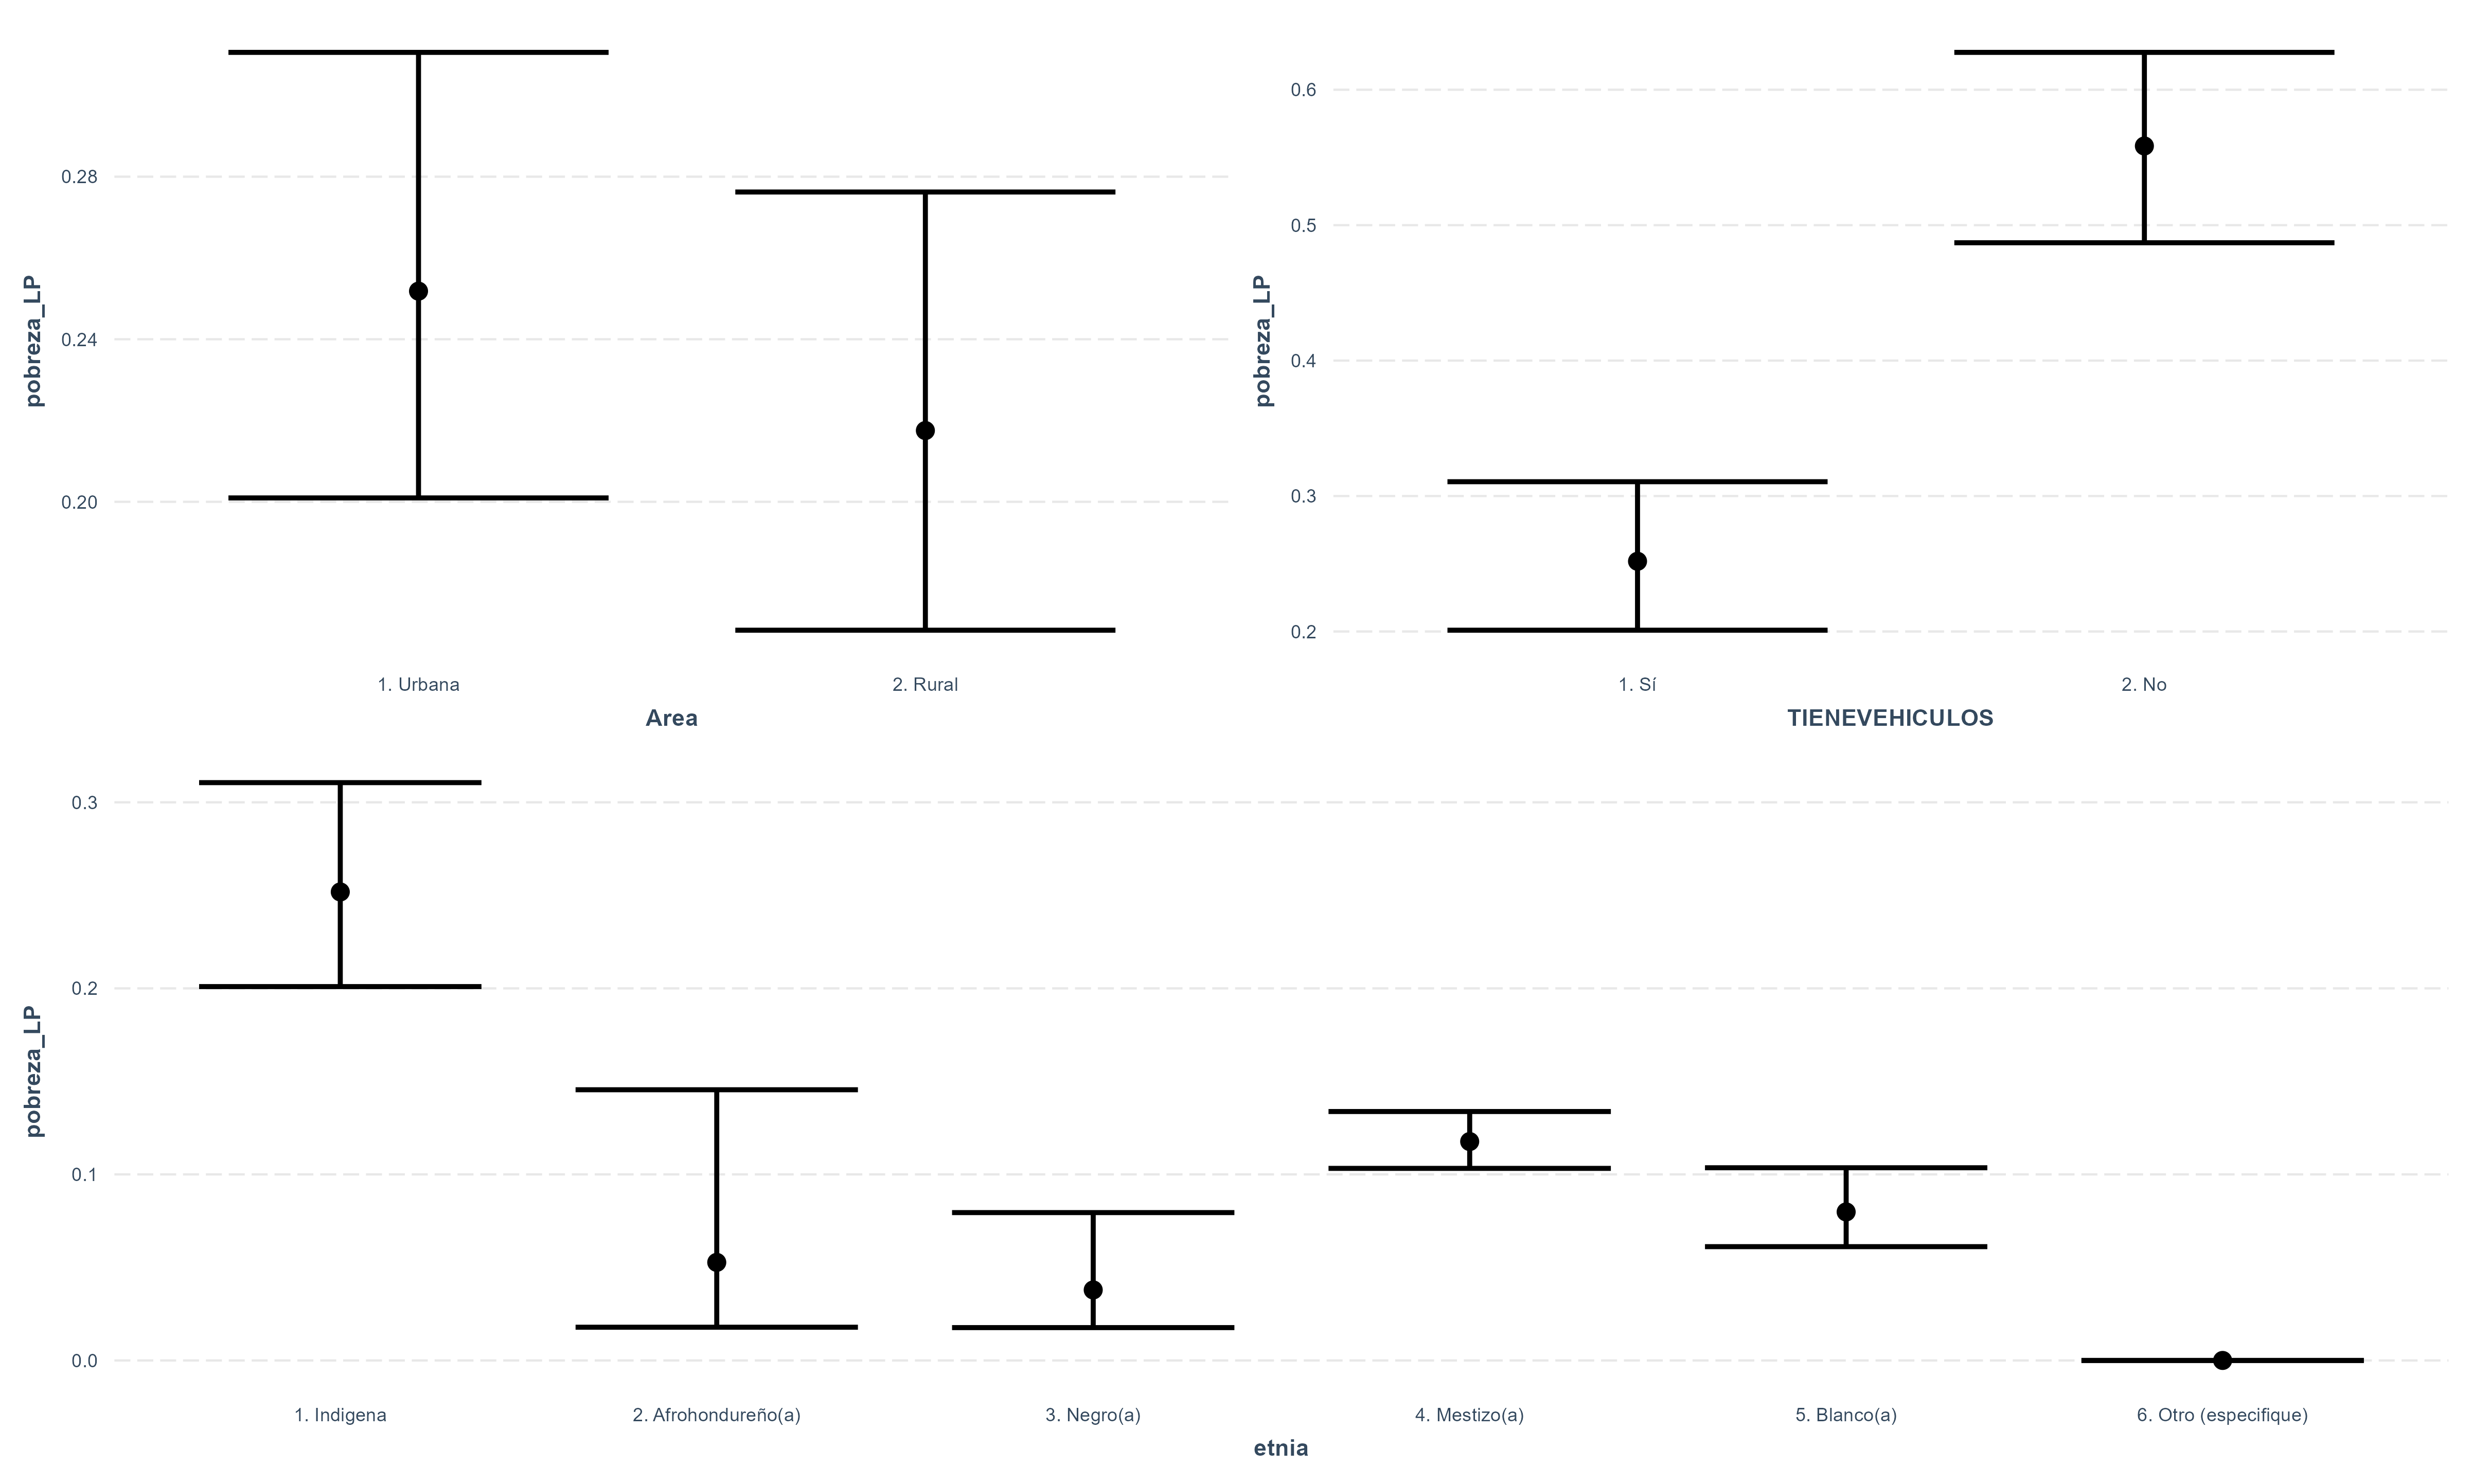 pobreza_LP
0.28
0.24
0.20
1. Urbana
2. Rural
Area
pobreza_LP
0.6
0.5
0.4
0.3
0.2
1. Sí
2. No
TIENEVEHICULOS
pobreza_LP
0.3
0.2
0.1
0.0
1. Indigena
2. Afrohondureño(a)
3. Negro(a)
4. Mestizo(a)
5. Blanco(a)
6. Otro (especifique)
etnia